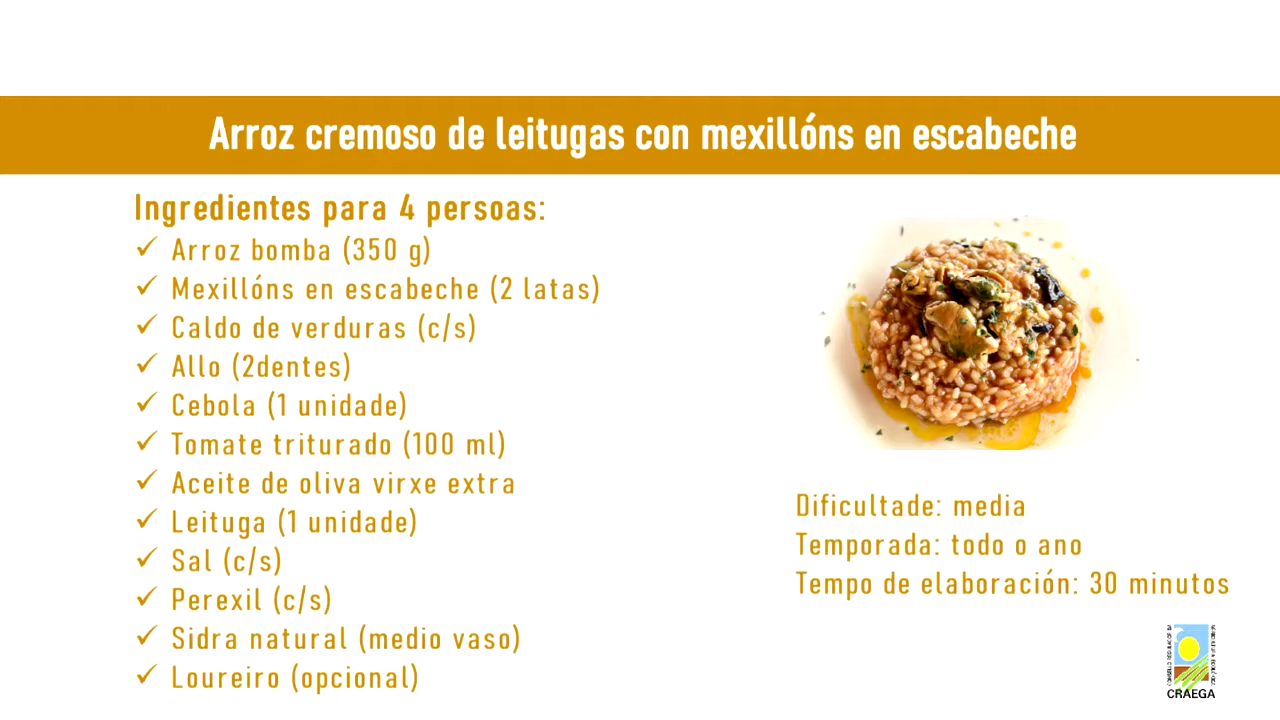 Arroz cremoso de leitugas con mexillóns en escabeche
Ingredientes para 4 persoas:
✓ Arroz bomba (350 g)
✓ Mexillóns en escabeche (2 latas)
✓ Caldo de verduras (c/s)
✓ Allo (2dentes)
✓ Cebola (1 unidade)
✓ Tomate triturado (100 ml)
✓ Aceite de oliva virxe extra
✓ Leituga (1 unidade)
✓ Sal (c/s)
✓ Perexil (c/s)
✓ Sidra natural (medio vaso)
✓ Loureiro (opcional)
Dificultade: media
Temporada: todo o ano
Tempo de elaboración: 30 minutos
CRAEGA